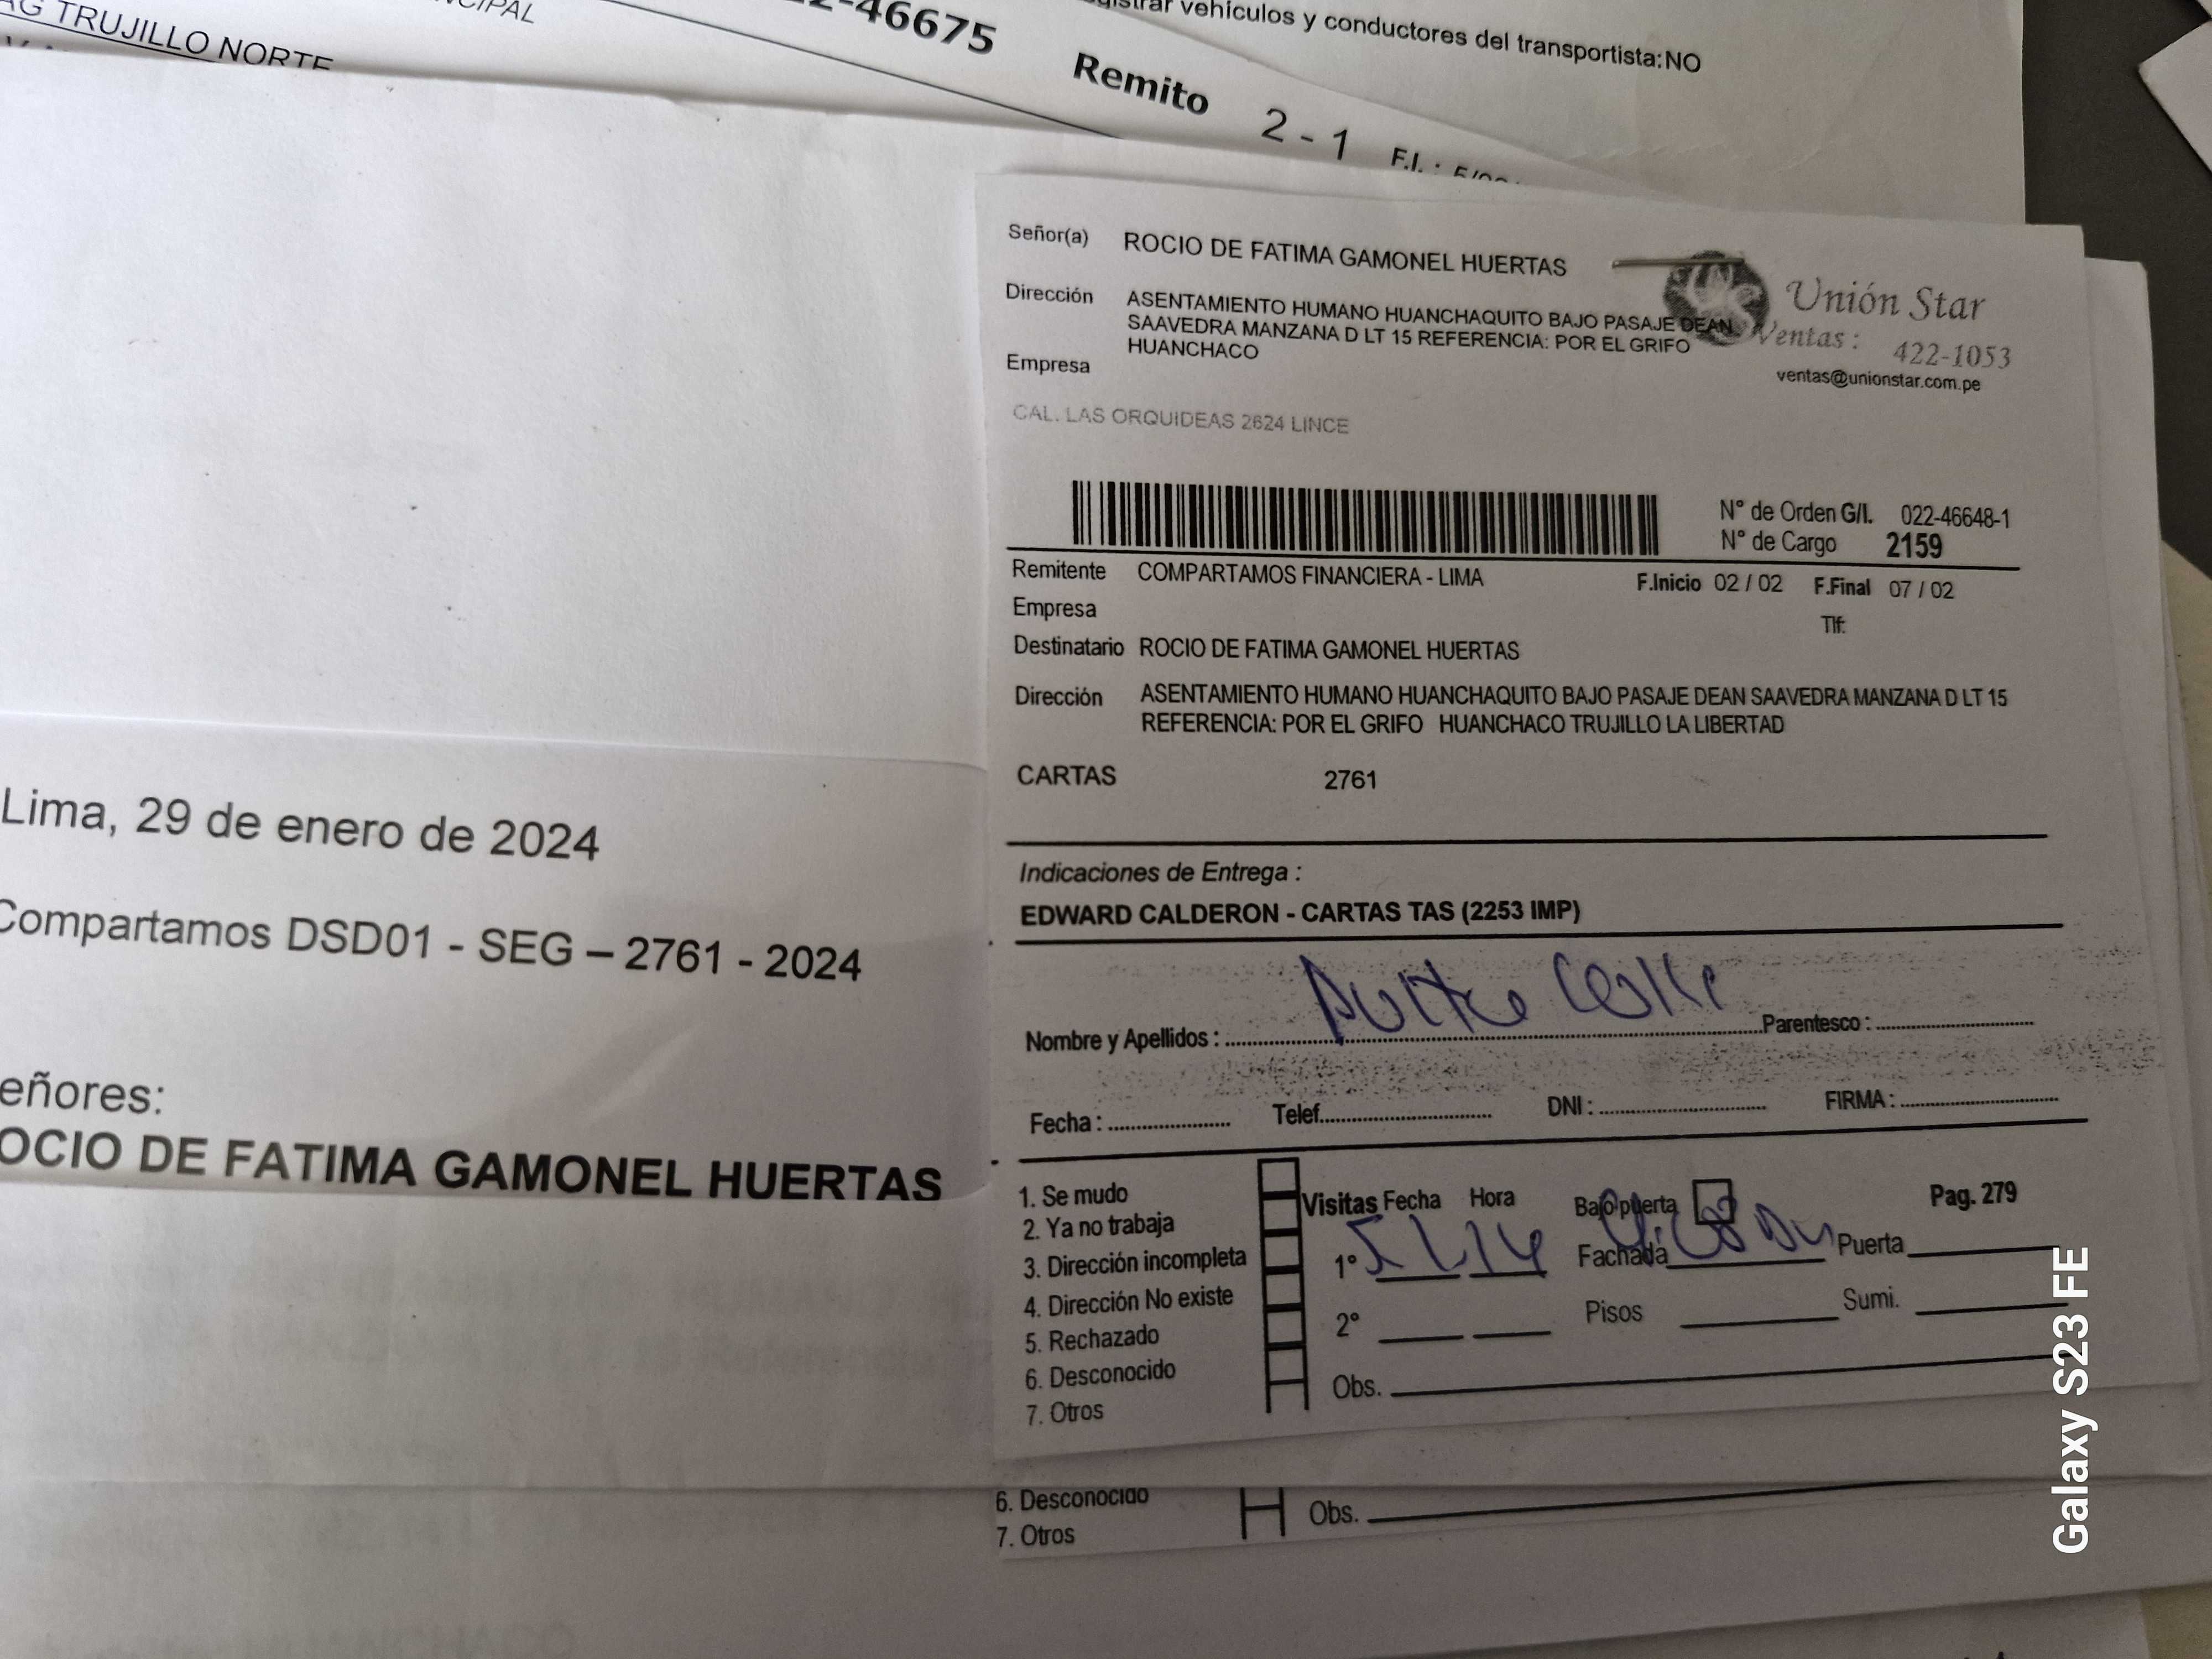 AG TRUJILLO NORTE
CIPAL
-46675 Remito 2 - 1 F.I. :
vehículos y conductores del transportista:NO
Señor(a) ROCIO DE FATIMA GAMONEL HUERTAS
Dirección ASENTAMIENTO HUMANO HUANCHAQUITO BAJO PASAJE DEAN
SAAVEDRA MANZANA D LT 15 REFERENCIA: POR EL GRIFO
HUANCHACO
Empresa
Unión Star
Ventas : 422-1053
ventas@unionstar.com.pe
CAL. LAS ORQUIDEAS 2624 LINCE
N° de Orden G/I. 022-46648-1
N° de Cargo 2159
Remitente COMPARTAMOS FINANCIERA - LIMA F.Inicio 02 / 02 F.Final 07 / 02
Empresa Tlf:
Destinatario ROCIO DE FATIMA GAMONEL HUERTAS
Dirección ASENTAMIENTO HUMANO HUANCHAQUITO BAJO PASAJE DEAN SAAVEDRA MANZANA D LT 15
REFERENCIA: POR EL GRIFO HUANCHACO TRUJILLO LA LIBERTAD
CARTAS 2761
Indicaciones de Entrega :
EDWARD CALDERON - CARTAS TAS (2253 IMP)
Nombre y Apellidos : Parentesco :
Fecha : Telef. DNI : FIRMA :
1. Se mudo
2. Ya no trabaja
3. Dirección incompleta
4. Dirección No existe
5. Rechazado
6. Desconocido
7. Otros
Visitas Fecha Hora Bajo puerta Pag. 279
1° Fachada Puerta
2° Pisos Sumi.
Obs.
6. Desconocido
7. Otros
Obs.
Lima, 29 de enero de 2024
Compartamos DSD01 - SEG – 2761 - 2024
eñores:
OCIO DE FATIMA GAMONEL HUERTAS
Galaxy S23 FE